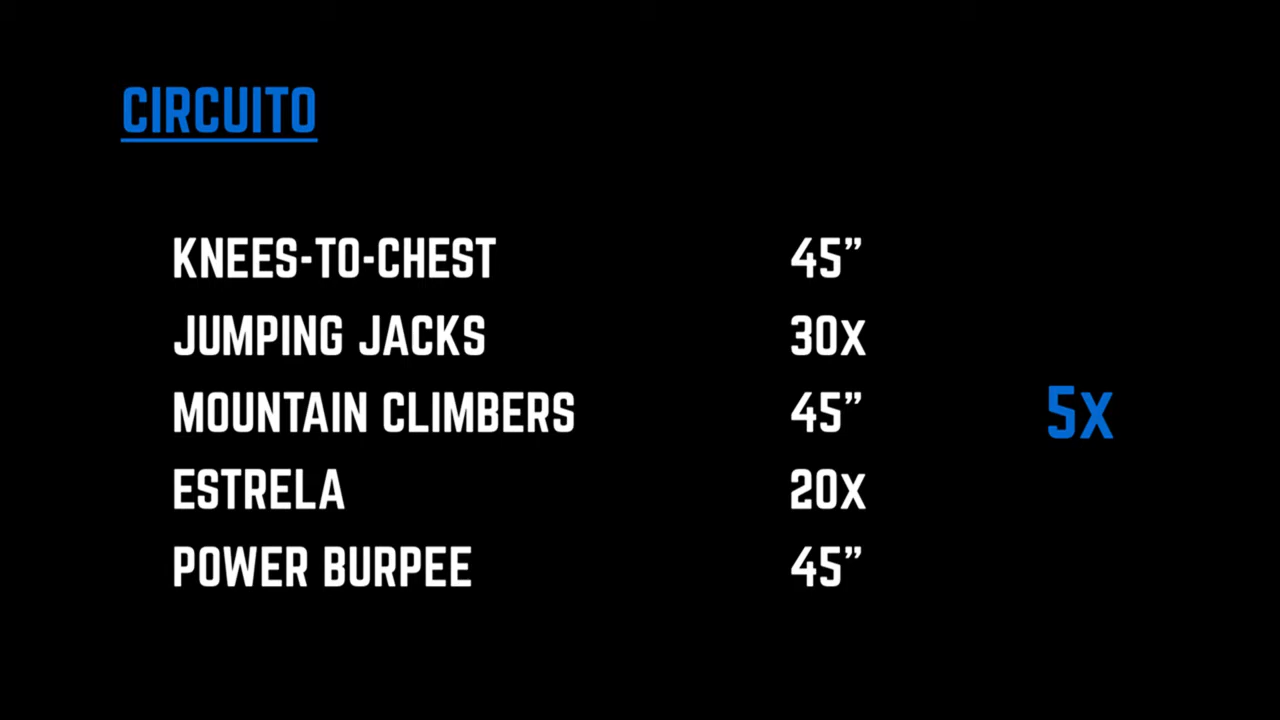 CIRCUITO
KNEES-TO-CHEST 45”
JUMPING JACKS 30X
MOUNTAIN CLIMBERS 45” 5X
ESTRELA 20X
POWER BURPEE 45”